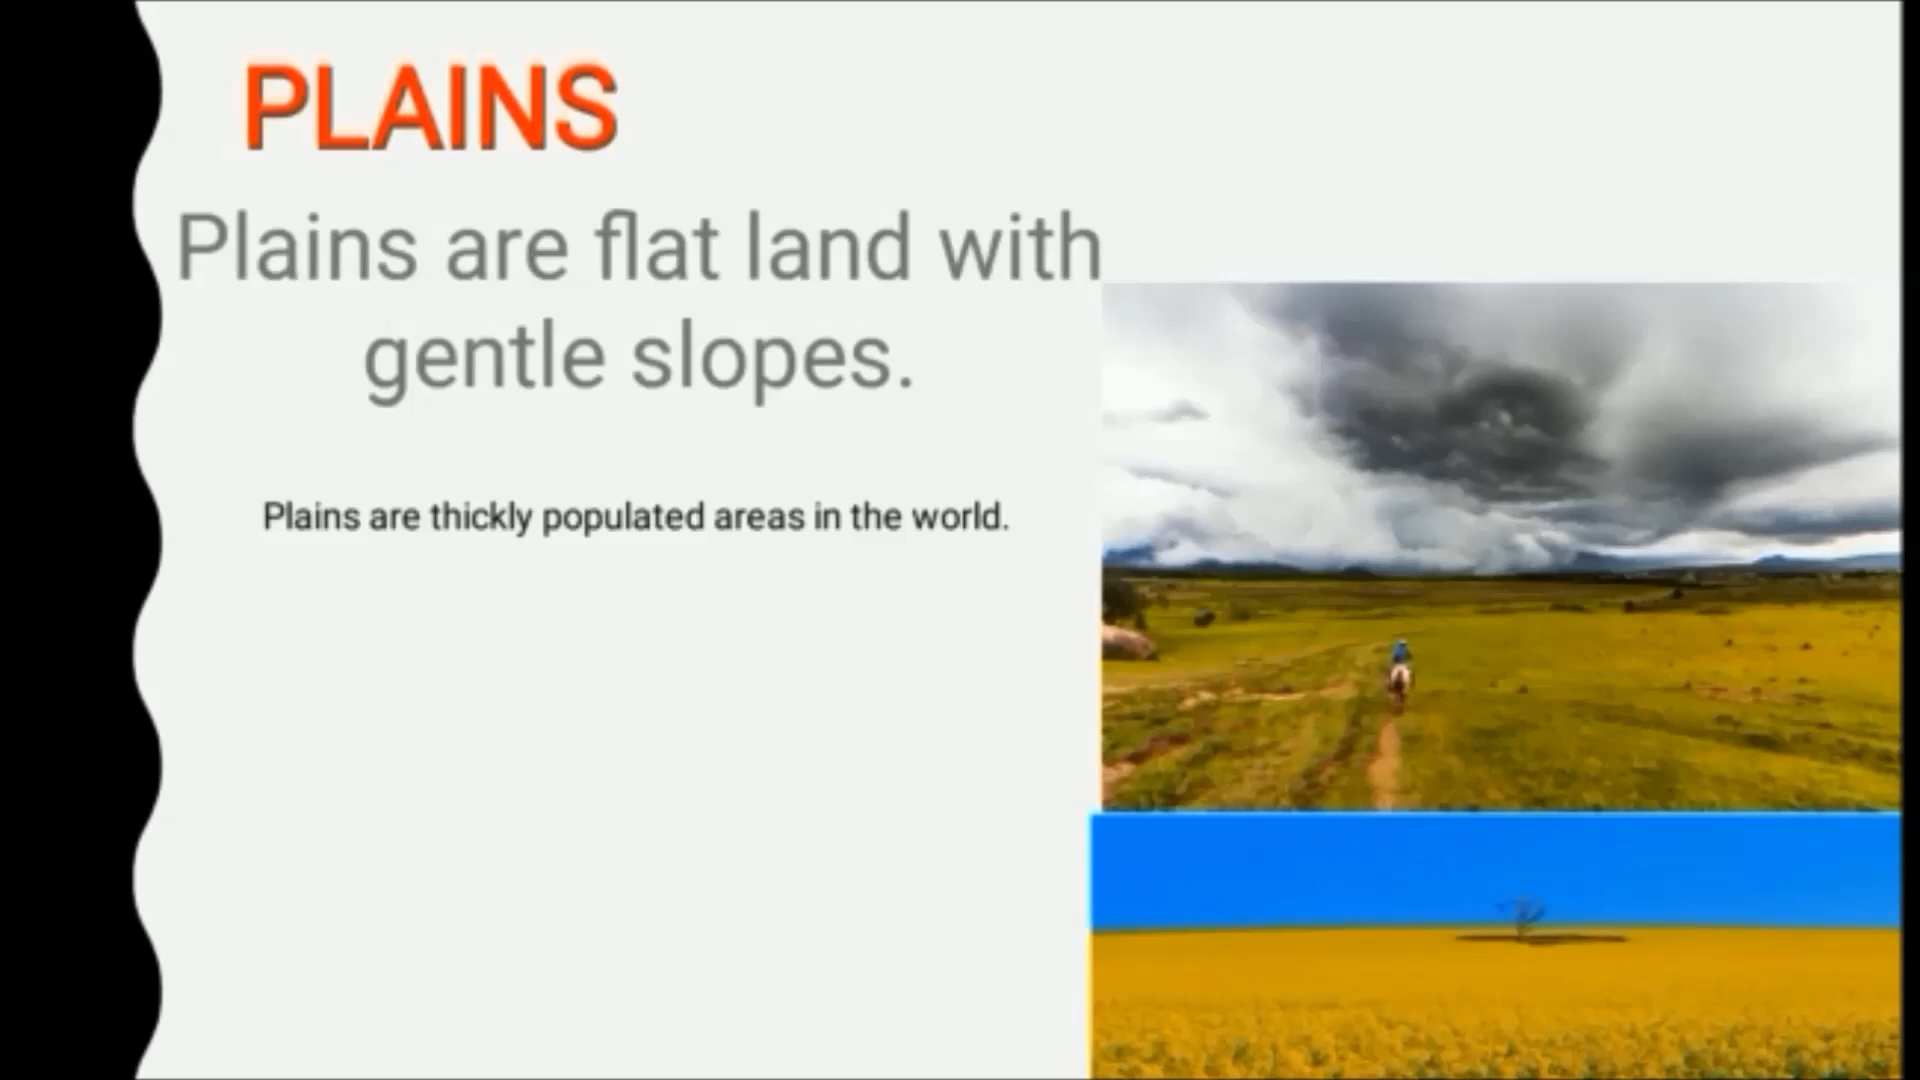 PLAINS
Plains are flat land with
gentle slopes.
Plains are thickly populated areas in the world.